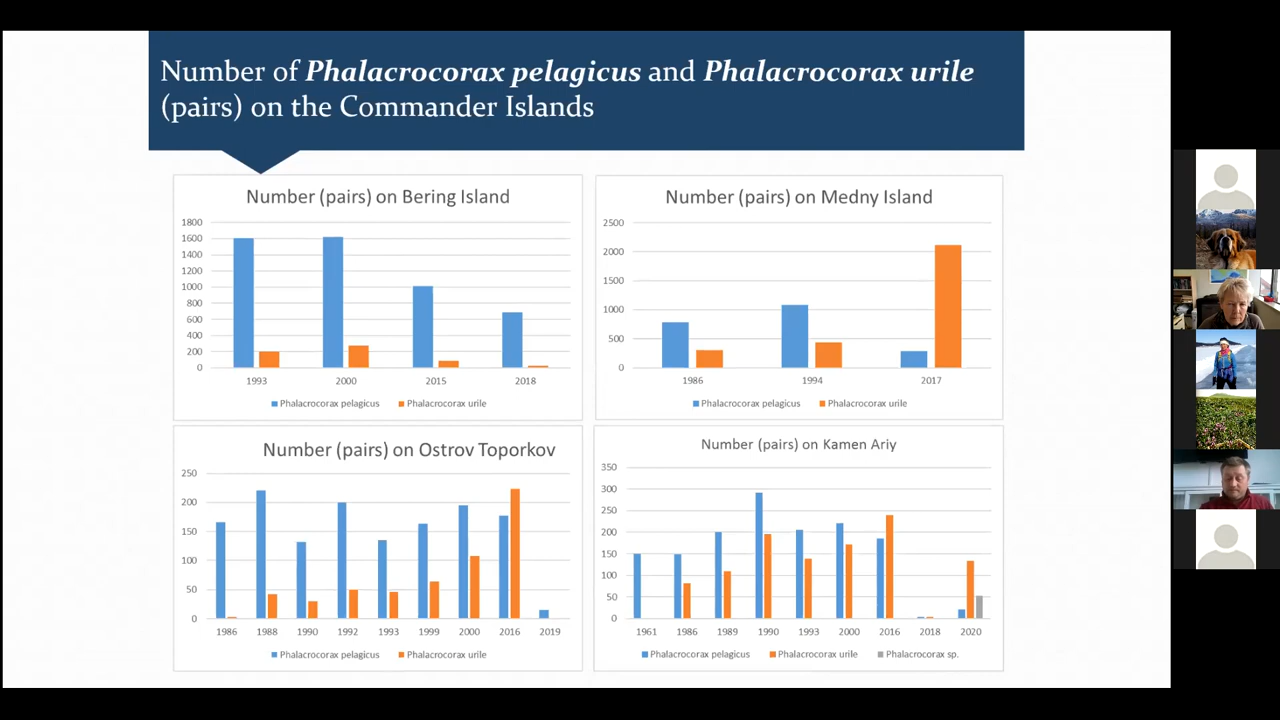 Number of Phalacrocorax pelagicus and Phalacrocorax urile
(pairs) on the Commander Islands
Number (pairs) on Bering Island
1800
1600
1400
1200
1000
800
600
400
200
0
1993 2000 2015 2018
Phalacrocorax pelagicus Phalacrocorax urile
Number (pairs) on Medny Island
2500
2000
1500
1000
500
0
1986 1994 2017
Phalacrocorax pelagicus Phalacrocorax urile
Number (pairs) on Ostrov Toporkov
250
200
150
100
50
0
1986 1988 1990 1992 1993 1999 2000 2016 2019
Phalacrocorax pelagicus Phalacrocorax urile
Number (pairs) on Kamen Ariy
350
300
250
200
150
100
50
0
1961 1986 1989 1990 1993 2000 2016 2018 2020
Phalacrocorax pelagicus Phalacrocorax urile Phalacrocorax sp.